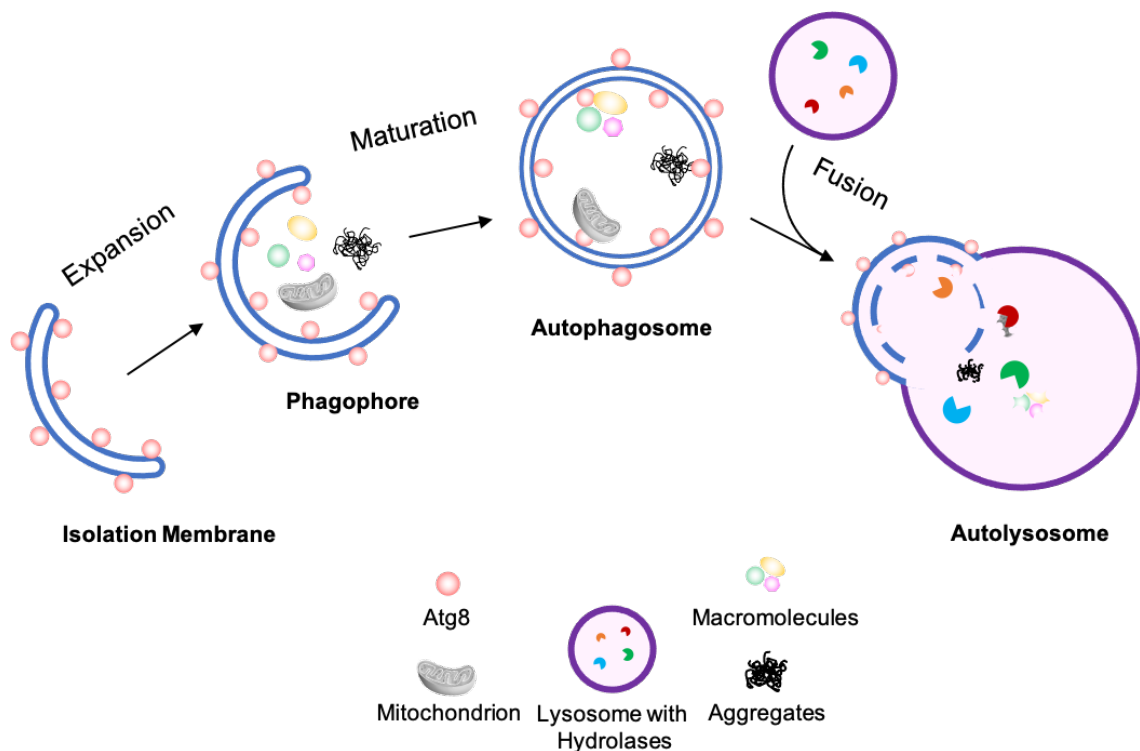 Expansion
Maturation
Fusion
Isolation Membrane
Phagophore
Autophagosome
Autolysosome
Atg8
Macromolecules
Mitochondrion
Lysosome with
Hydrolases
Aggregates